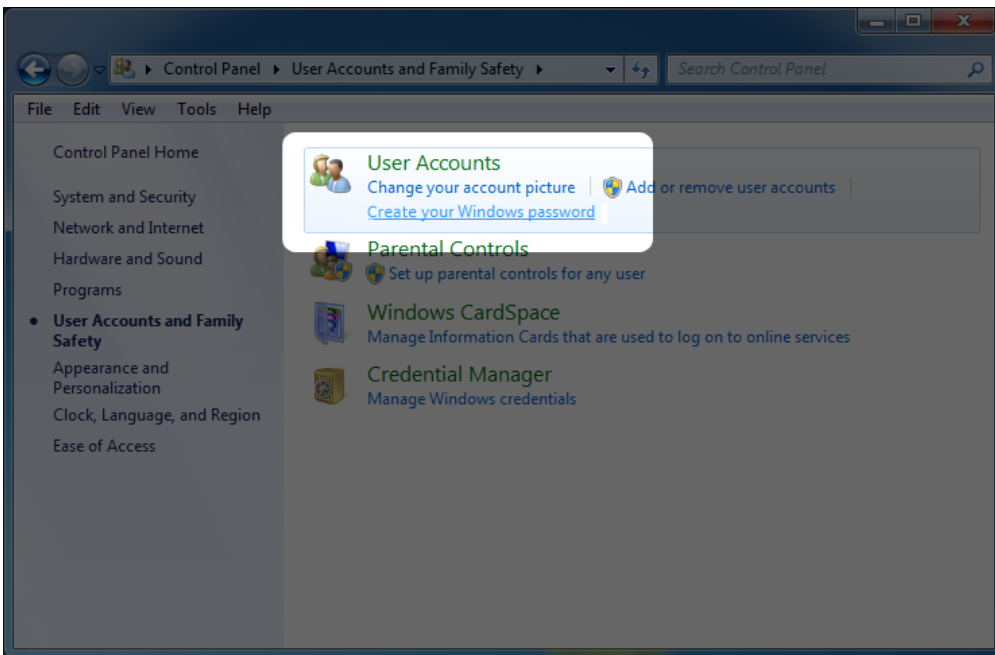 Control Panel User Accounts and Family Safety Search Control Panel
File Edit View Tools Help
Control Panel Home
System and Security
Network and Internet
Hardware and Sound
Programs
User Accounts and Family
Safety
Appearance and
Personalization
Clock, Language, and Region
Ease of Access
User Accounts
Change your account picture Add or remove user accounts
Create your Windows password
Parental Controls
Set up parental controls for any user
Windows CardSpace
Manage Information Cards that are used to log on to online services
Credential Manager
Manage Windows credentials